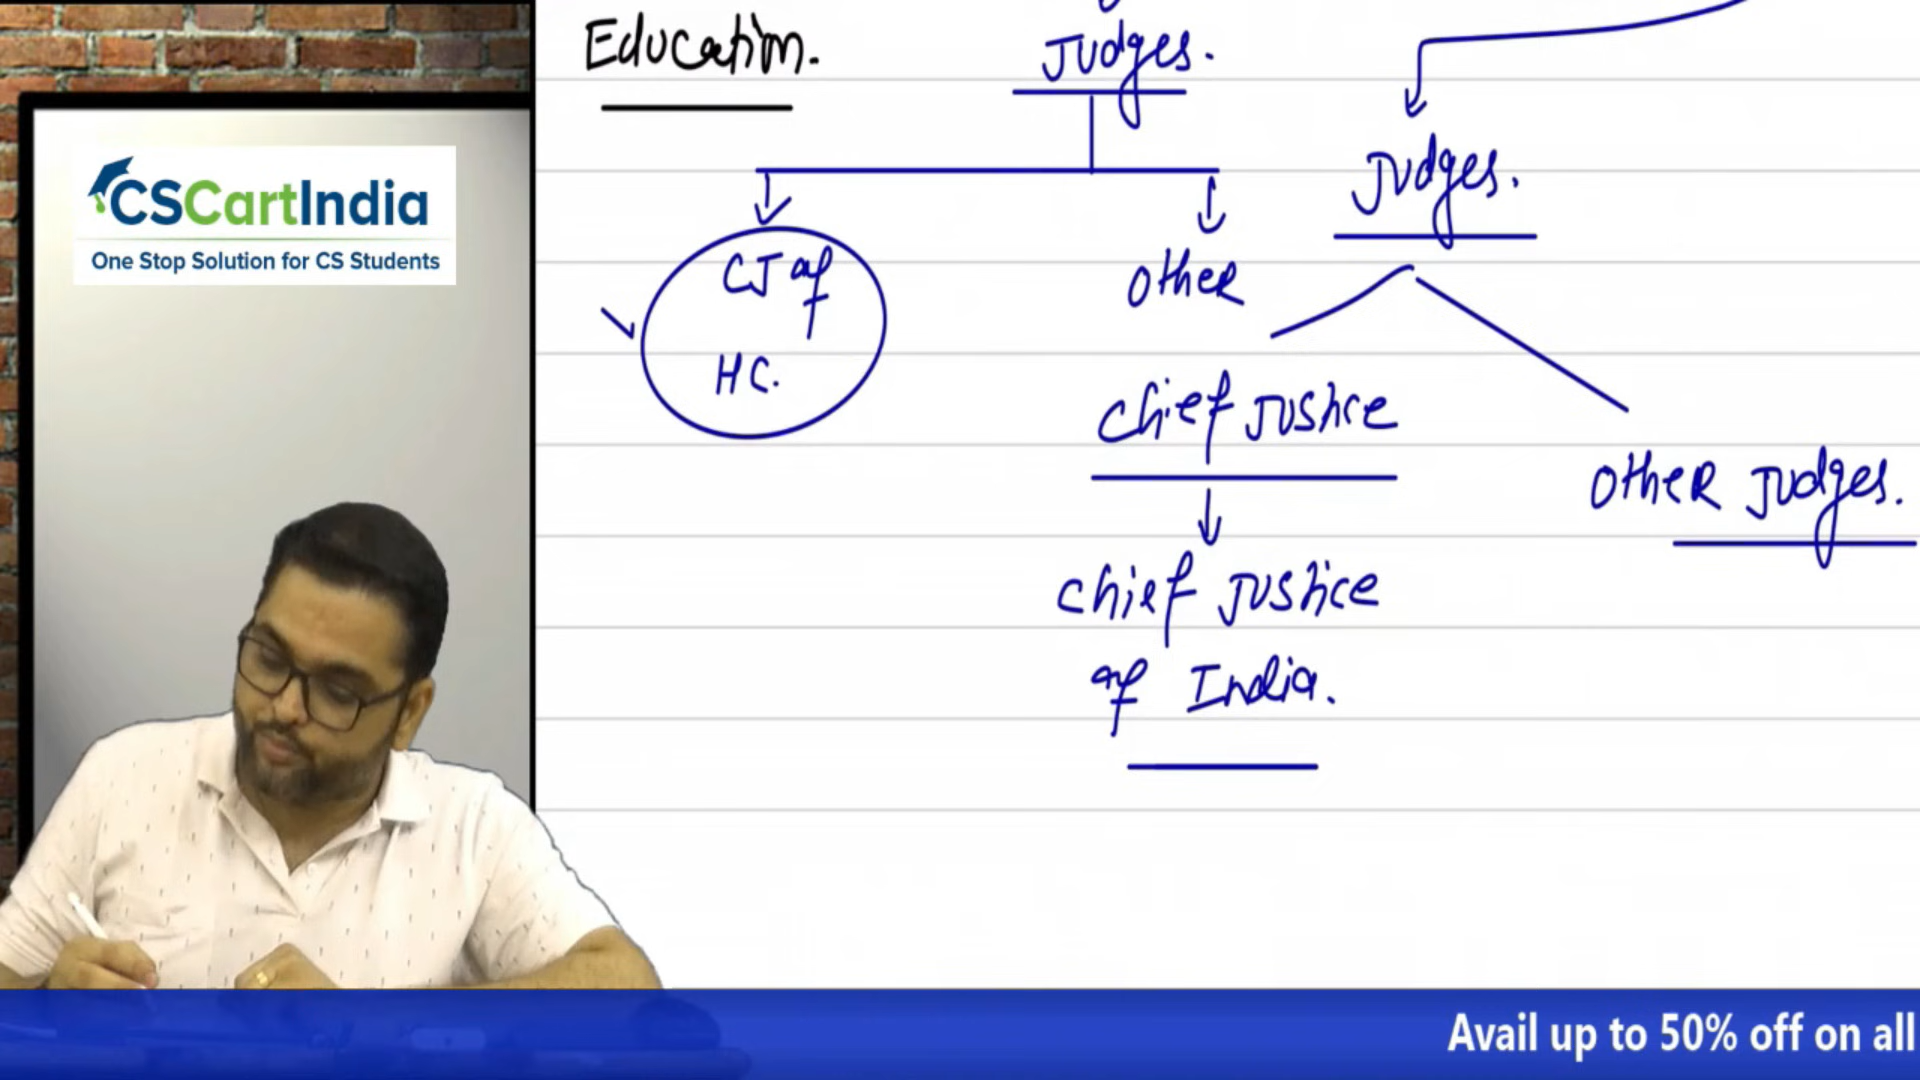 CSCartIndia
One Stop Solution for CS Students
Education.
Judges.
Judges.
CJ of
HC.
Other
Chief Justice
Other Judges.
Chief Justice
of India.
Avail up to 50% off on all